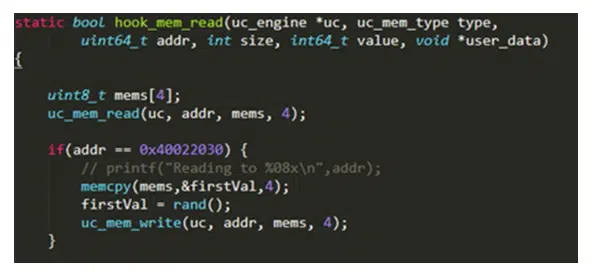 static bool hook_mem_read(uc_engine *uc, uc_mem_type type,
uint64_t addr, int size, int64_t value, void *user_data)
{
uint8_t mems[4];
uc_mem_read(uc, addr, mems, 4);
if(addr == 0x40022030) {
// printf("Reading to %08x\n",addr);
memcpy(mems,&firstVal,4);
firstVal = rand();
uc_mem_write(uc, addr, mems, 4);
}